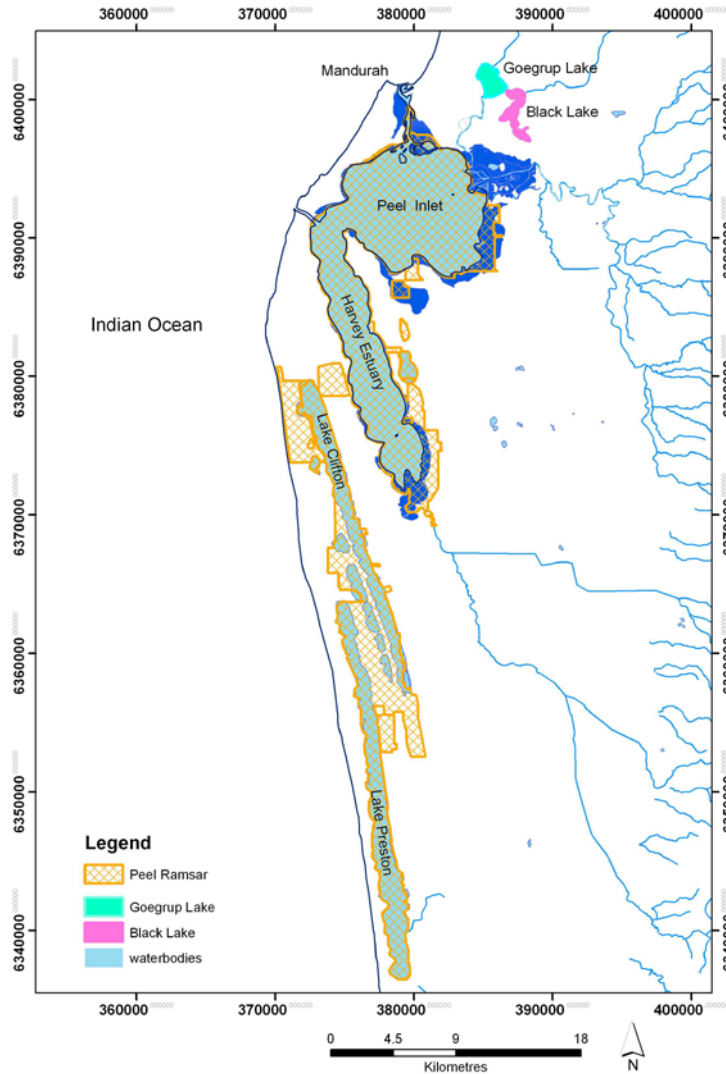 360000 370000 380000 390000 400000
Mandurah
Goegrup Lake
Black Lake
Peel Inlet
Harvey Estuary
Indian Ocean
Lake Clifton
Lake Preston
6400000
6390000
6380000
6370000
6360000
6350000
6340000
Legend
Peel Ramsar
Goegrup Lake
Black Lake
waterbodies
360000 370000 380000 390000 400000
0 4.5 9 18
Kilometres
N